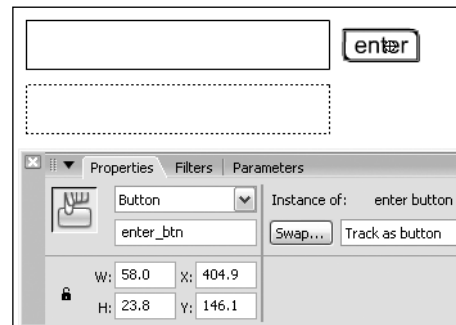 enter
Properties Filters Parameters
Button Instance of: enter button
enter_btn Swap... Track as button
W: 58.0 X: 404.9
H: 23.8 Y: 146.1